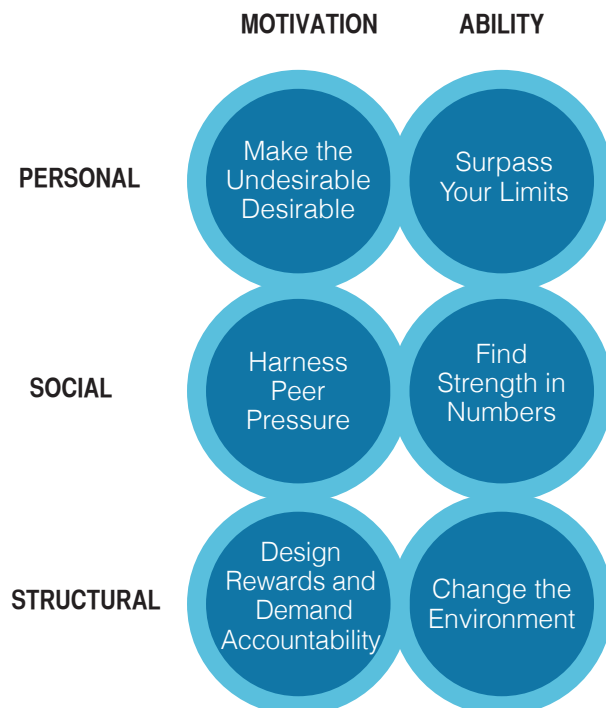 MOTIVATION ABILITY
PERSONAL
Make the
Undesirable
Desirable
Surpass
Your Limits
SOCIAL
Harness
Peer
Pressure
Find
Strength in
Numbers
STRUCTURAL
Design
Rewards and
Demand
Accountability
Change the
Environment